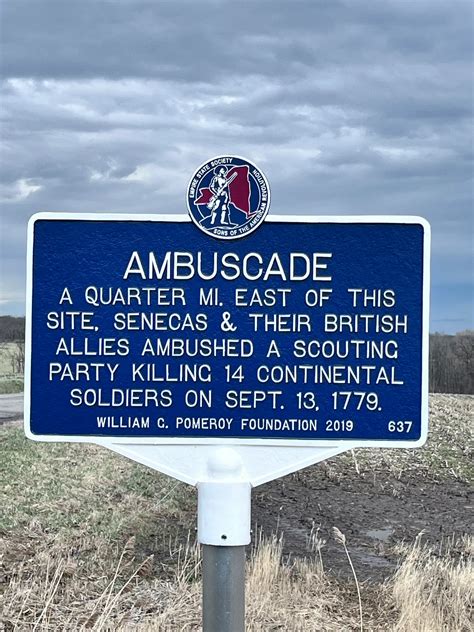 EMPIRE STATE SOCIETY
SONS OF THE AMERICAN REVOLUTION
AMBUSCADE
A QUARTER MI. EAST OF THIS
SITE, SENECAS & THEIR BRITISH
ALLIES AMBUSHED A SCOUTING
PARTY KILLING 14 CONTINENTAL
SOLDIERS ON SEPT. 13, 1779.
WILLIAM G. POMEROY FOUNDATION 2019 637